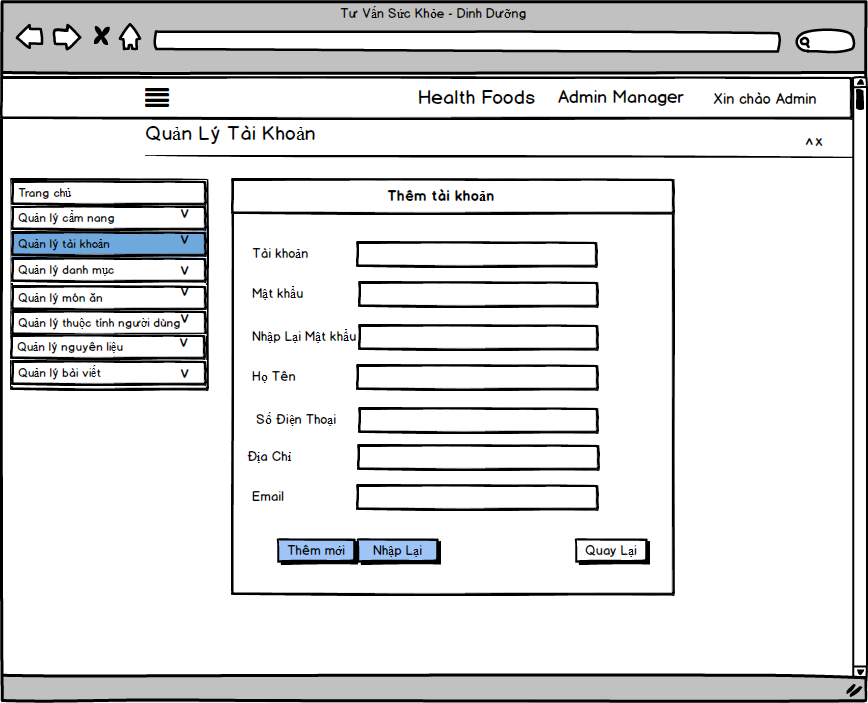 Tư Vấn Sức Khỏe - Dinh Dưỡng
Health Foods Admin Manager Xin chào Admin
Quản Lý Tài Khoản
^ X
Trang chủ
Quản lý cẩm nang V
Quản lý tài khoản V
Quản lý danh mục V
Quản lý món ăn V
Quản lý thuộc tính người dùng V
Quản lý nguyên liệu V
Quản lý bài viết V
Thêm tài khoản
Tài khoản
Mật khẩu
Nhập Lại Mật khẩu
Họ Tên
Số Điện Thoại
Địa Chỉ
Email
Thêm mới Nhập Lại Quay Lại